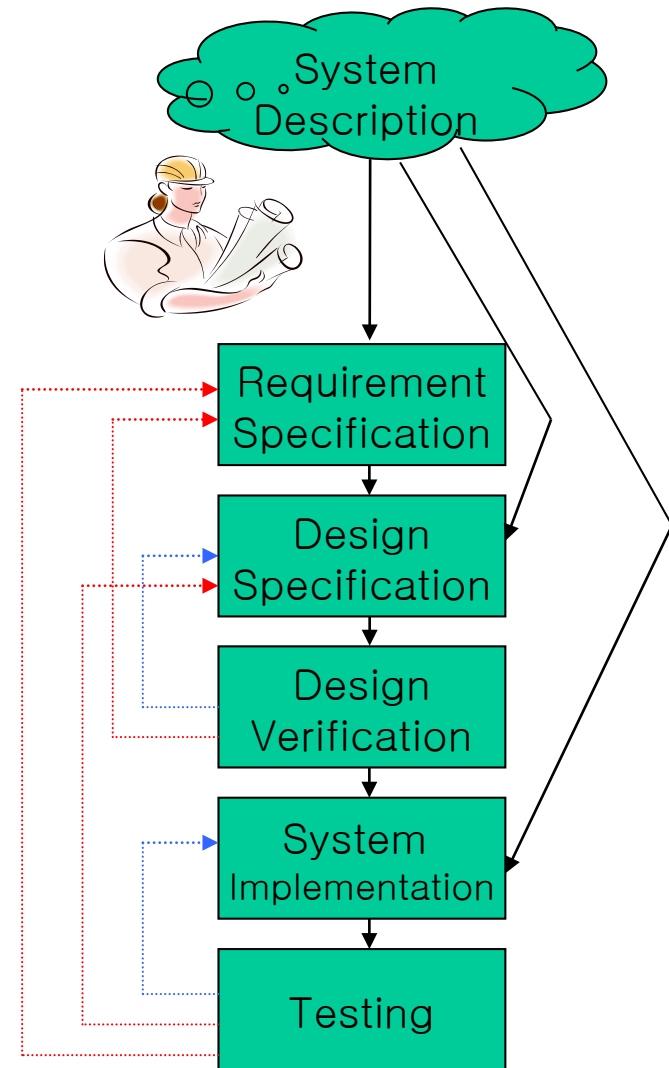 System
Description
Requirement
Specification
Design
Specification
Design
Verification
System
Implementation
Testing